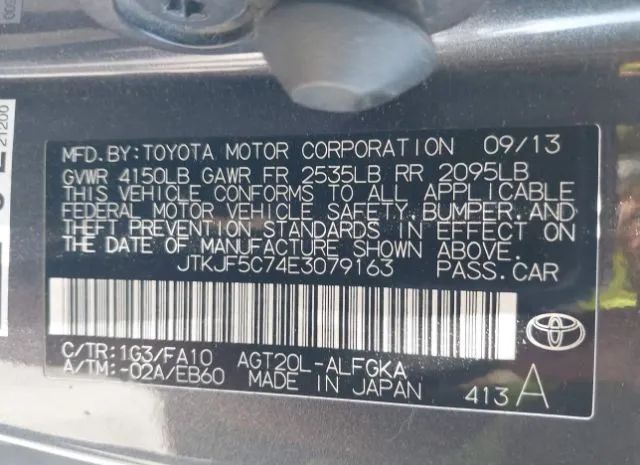 MFD. BY: TOYOTA MOTOR CORPORATION 09/13
GVWR 4150LB GAWR FR 2535LB RR 2095LB
THIS VEHICLE CONFORMS TO ALL APPLICABLE
FEDERAL MOTOR VEHICLE SAFETY, BUMPER, AND
THEFT PREVENTION STANDARDS IN EFFECT ON
THE DATE OF MANUFACTURE SHOWN ABOVE.
JTKJF5C74E3079163 PASS. CAR
C/TR: 1G3/FA10 AGT20L-ALFGKA
A/TM: -02A/EB60 MADE IN JAPAN
413 A
21200